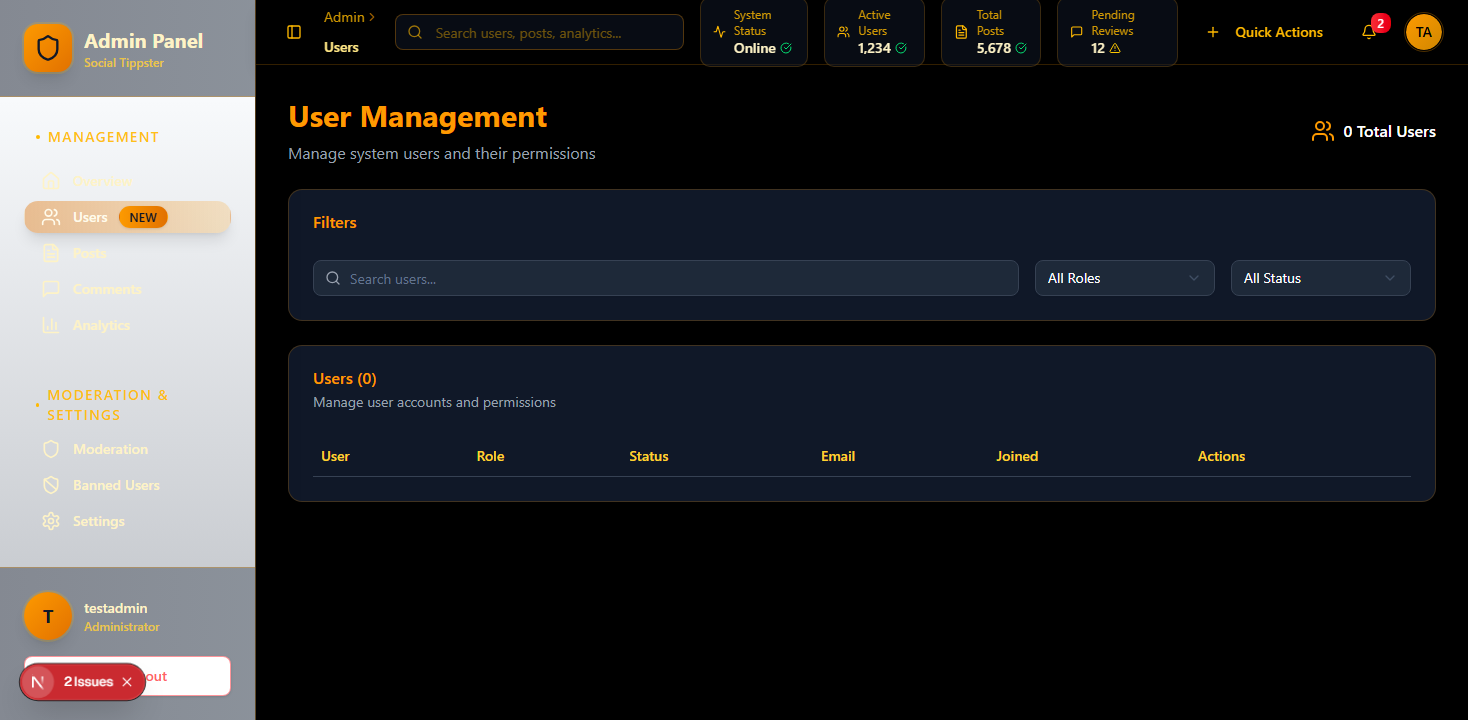 Admin Panel
Social Tippster
MANAGEMENT
Overview
Users NEW
Posts
Comments
Analytics
MODERATION &
SETTINGS
Moderation
Banned Users
Settings
T
testadmin
Administrator
out
N 2 Issues
Admin
Users
Search users, posts, analytics...
System
Status
Online
Active
Users
1,234
Total
Posts
5,678
Pending
Reviews
12
Quick Actions
2
TA
User Management
Manage system users and their permissions
0 Total Users
Filters
Search users...
All Roles
All Status
Users (0)
Manage user accounts and permissions
User Role Status Email Joined Actions